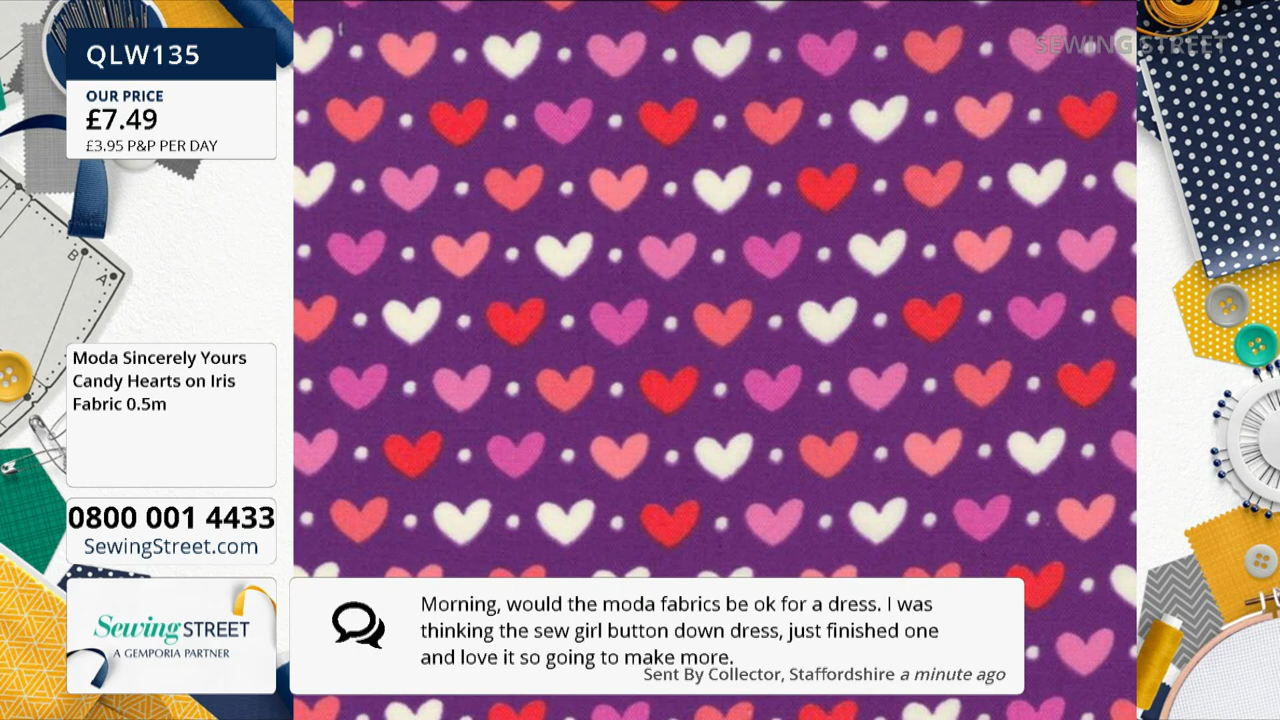 QLW135
OUR PRICE
£7.49
£3.95 P&P PER DAY
SEWING STREET
B
A
Moda Sincerely Yours
Candy Hearts on Iris
Fabric 0.5m
0800 001 4433
SewingStreet.com
Sewing STREET
A GEMPORIA PARTNER
Morning, would the moda fabrics be ok for a dress. I was
thinking the sew girl button down dress, just finished one
and love it so going to make more.
Sent By Collector, Staffordshire a minute ago